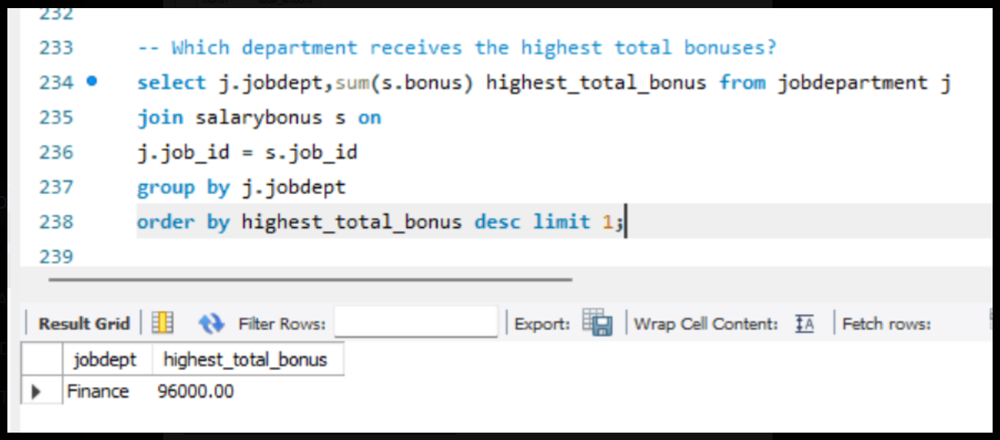 232
233 -- Which department receives the highest total bonuses?
234 select j.jobdept,sum(s.bonus) highest_total_bonus from jobdepartment j
235 join salarybonus s on
236 j.job_id = s.job_id
237 group by j.jobdept
238 order by highest_total_bonus desc limit 1;
239
Result Grid Filter Rows: Export: Wrap Cell Content: Fetch rows:
jobdept highest_total_bonus
Finance 96000.00